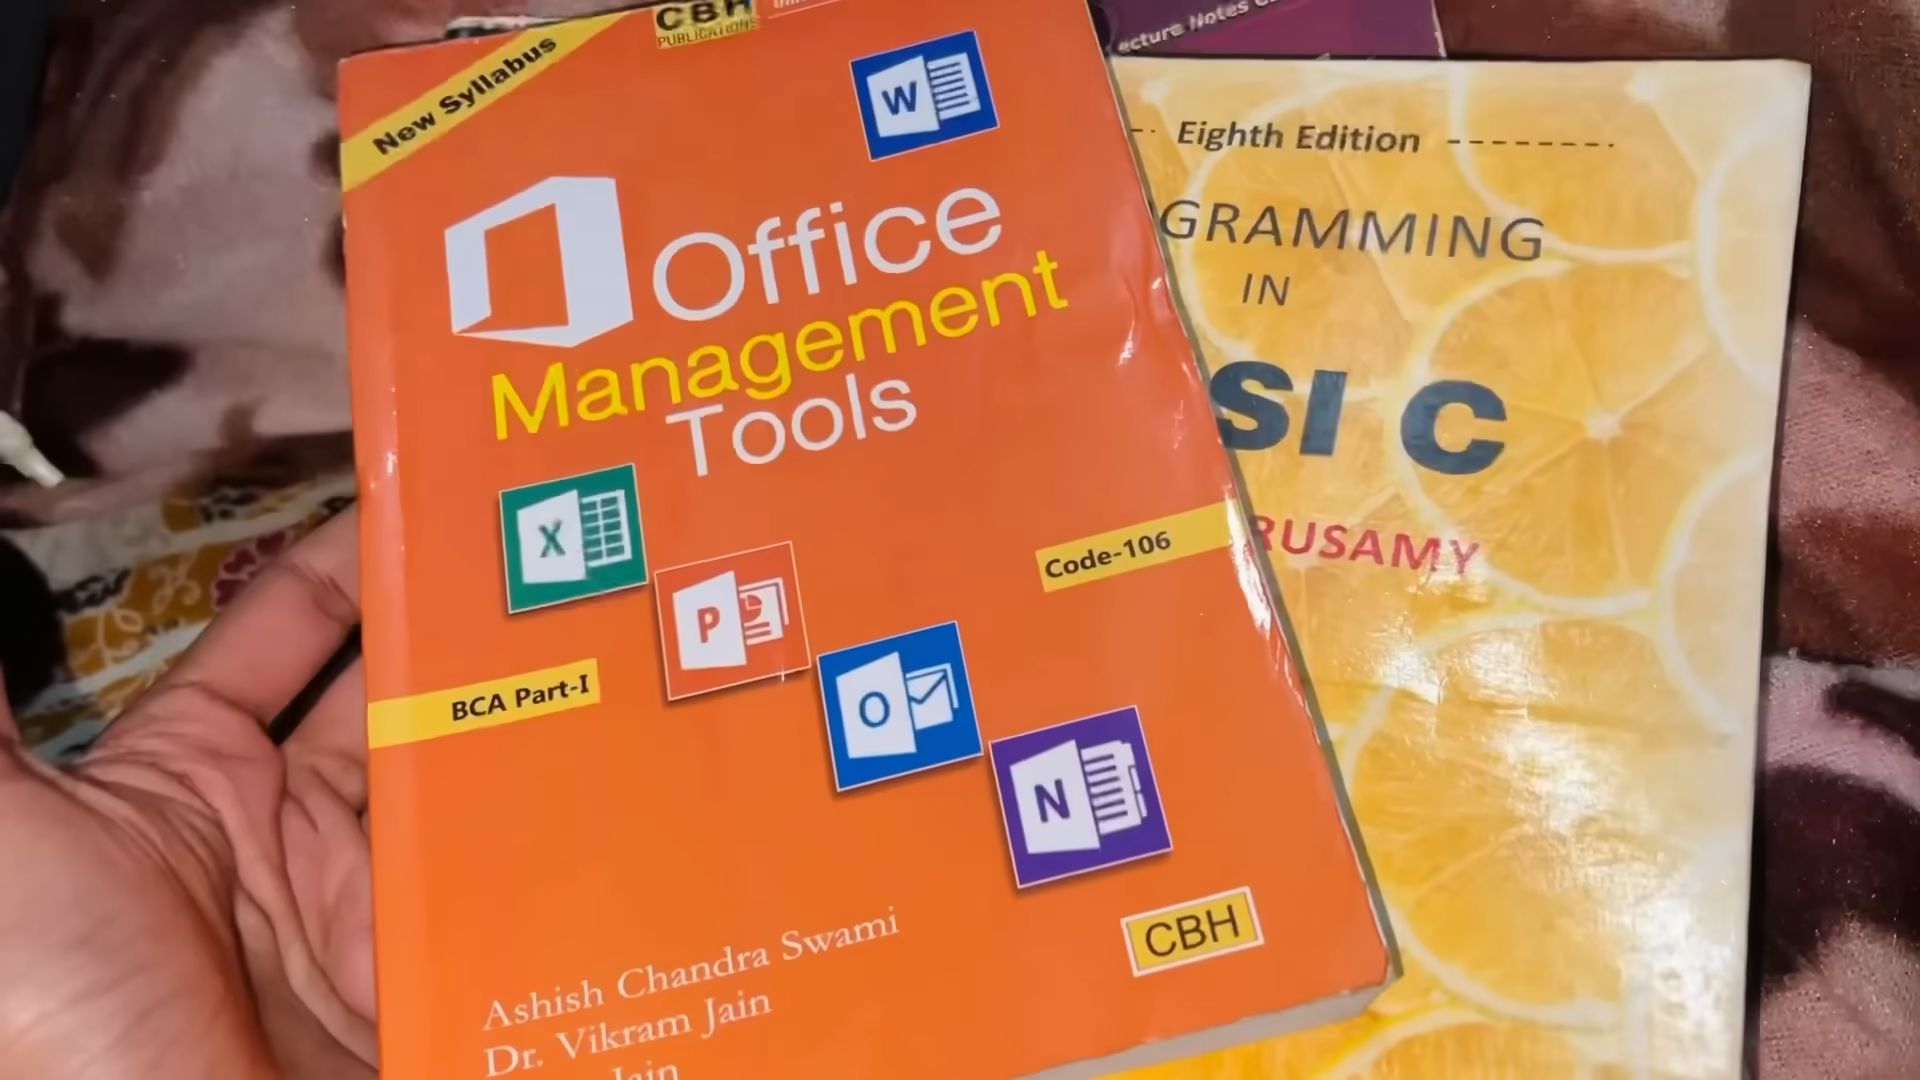 CBH
PUBLICATIONS
New Syllabus
W
Office
Management
Tools
X
P
Code-106
BCA Part-I
O
N
CBH
Ashish Chandra Swami
Dr. Vikram Jain
Jain
Lecture Notes
Eighth Edition
GRAMMING
IN
SI C
RUSAMY